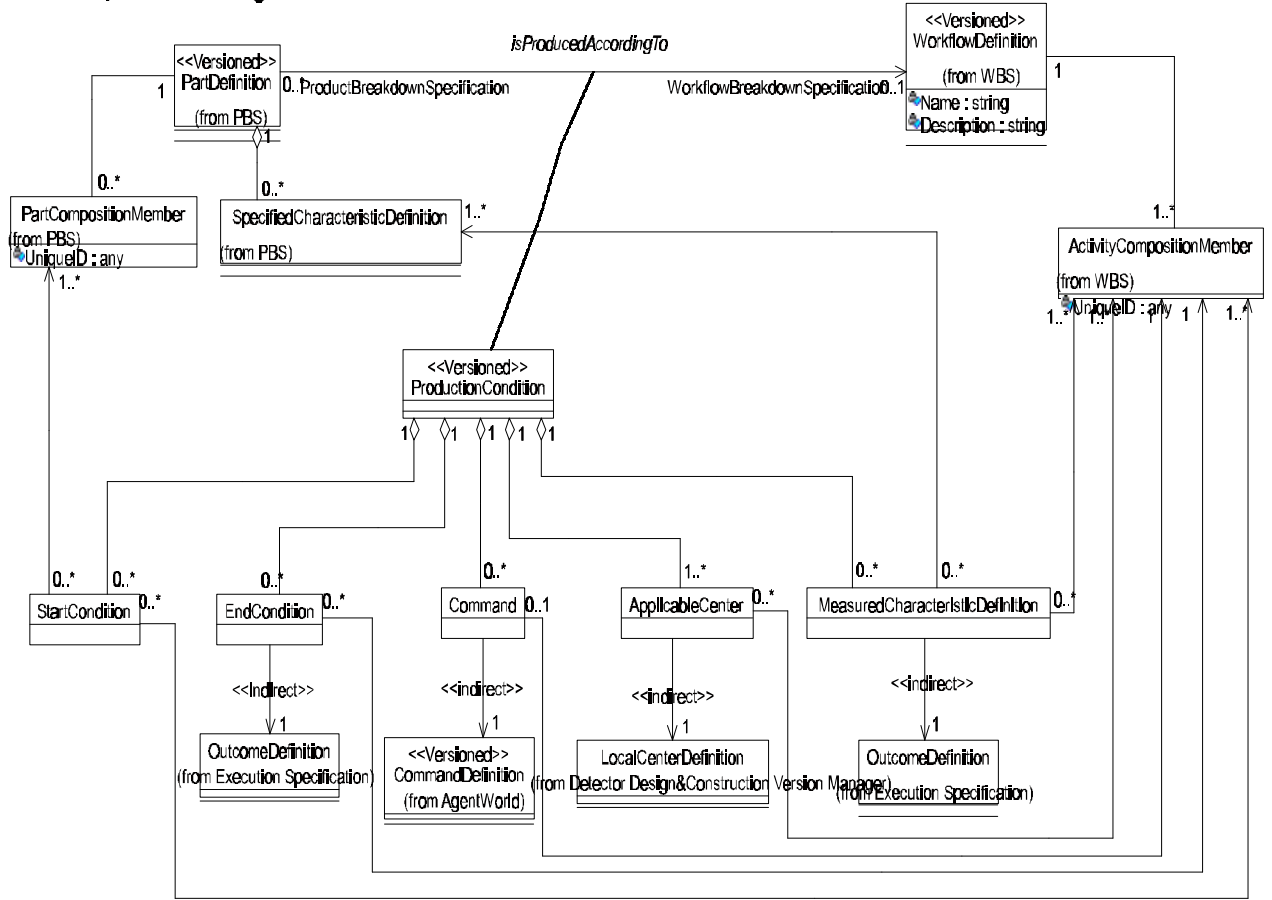 <<Versioned>>
WorkflowDefinition
(from WBS)
Name : string
Description : string
isProducedAccordingTo
<<Versioned>>
PartDefinition
(from PBS)
1
0..*
ProductBreakdownSpecification
WorkflowBreakdownSpecification
0..1
1
1
0..*
0..*
1..*
1..*
PartCompositionMember
(from PBS)
UniqueID : any
1..*
SpecifiedCharacteristicDefinition
(from PBS)
ActivityCompositionMember
(from WBS)
UniqueID : any
1..*
1..*
1
1
1..*
<<Versioned>>
ProductionCondition
1
1
1
1
1
0..*
0..*
0..*
0..*
1..*
0..*
0..*
StartCondition
0..*
EndCondition
0..*
Command
0..1
ApplicableCenter
0..*
MeasuredCharacteristicDefinition
0..*
<<indirect>>
<<indirect>>
<<indirect>>
<<indirect>>
1
1
1
1
OutcomeDefinition
(from Execution Specification)
<<Versioned>>
CommandDefinition
(from AgentWorld)
LocalCenterDefinition
(from Detector Design&Construction Version Manager)
OutcomeDefinition
(from Execution Specification)